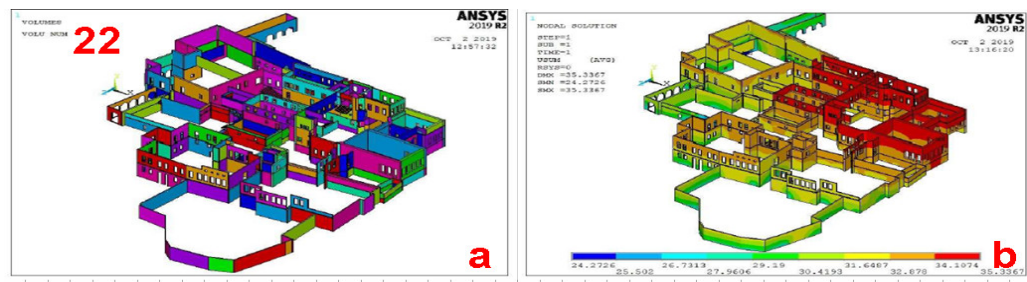 1
VOLUMES
VOLU NUM
22
ANSYS
2019 R2
OCT 2 2019
12:57:32
Y
Z X
a
1
NODAL SOLUTION
STEP=1
SUB =1
TIME=1
USUM (AVG)
RSYS=0
DMX =35.3367
SMN =24.2726
SMX =35.3367
ANSYS
2019 R2
OCT 2 2019
13:16:20
b
24.2726 26.7313 29.19 31.6487 34.1074
25.502 27.9606 30.4193 32.878 35.3367